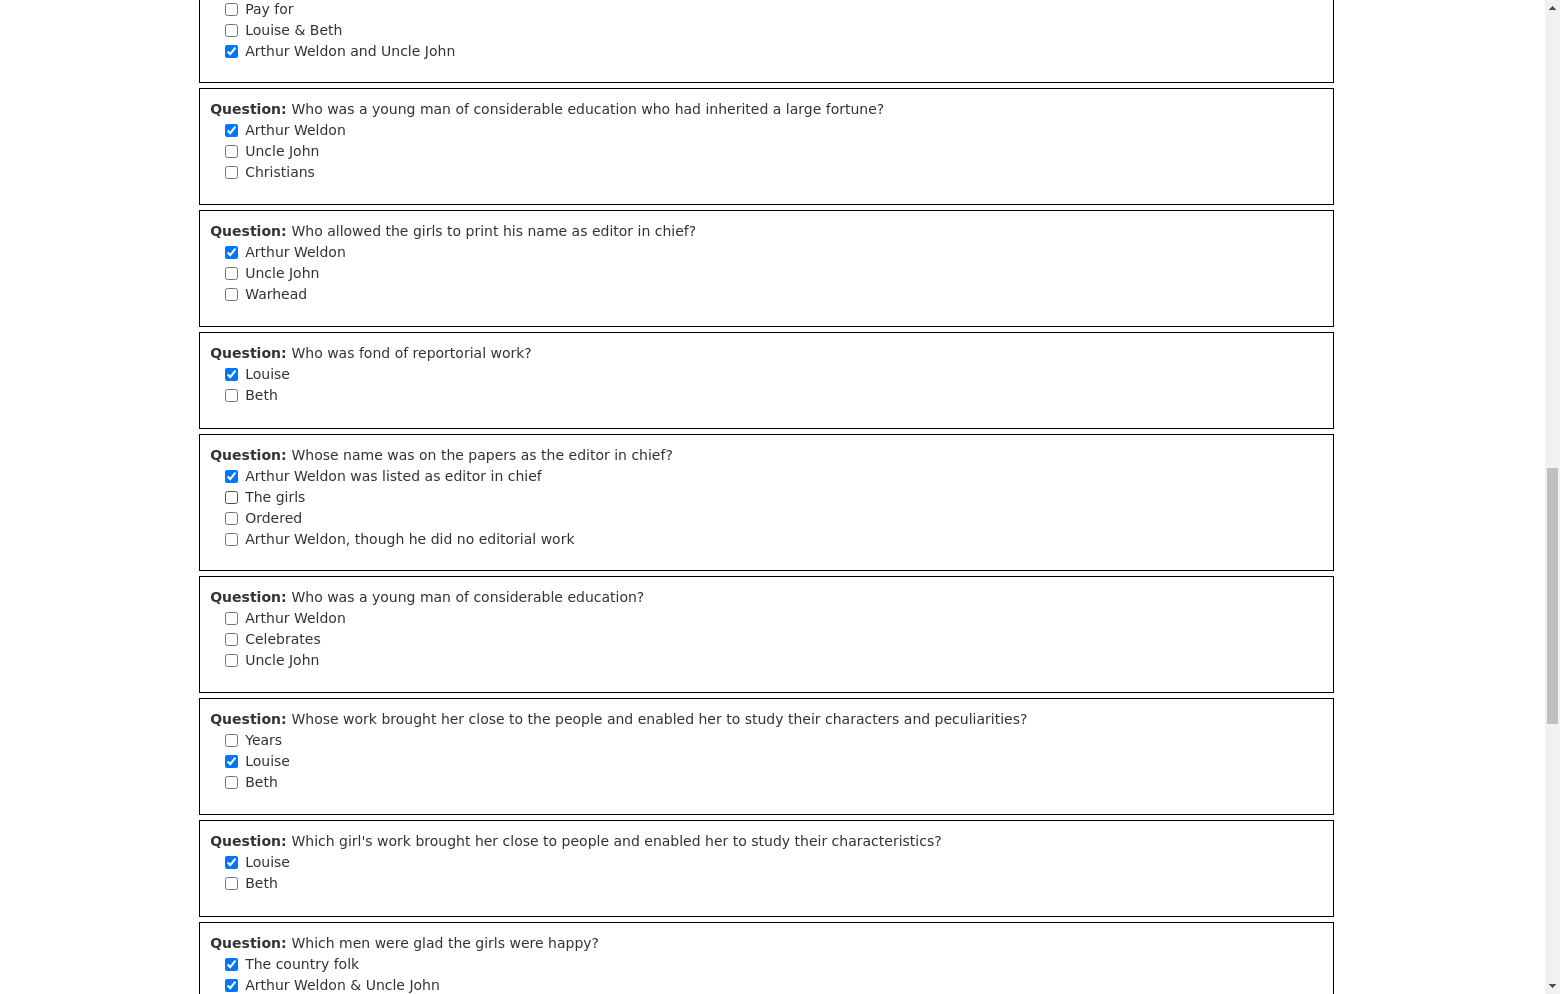 Pay for
Louise & Beth
Arthur Weldon and Uncle John
Question: Who was a young man of considerable education who had inherited a large fortune?
Arthur Weldon
Uncle John
Christians
Question: Who allowed the girls to print his name as editor in chief?
Arthur Weldon
Uncle John
Warhead
Question: Who was fond of reportorial work?
Louise
Beth
Question: Whose name was on the papers as the editor in chief?
Arthur Weldon was listed as editor in chief
The girls
Ordered
Arthur Weldon, though he did no editorial work
Question: Who was a young man of considerable education?
Arthur Weldon
Celebrates
Uncle John
Question: Whose work brought her close to the people and enabled her to study their characters and peculiarities?
Years
Louise
Beth
Question: Which girl's work brought her close to people and enabled her to study their characteristics?
Louise
Beth
Question: Which men were glad the girls were happy?
The country folk
Arthur Weldon & Uncle John